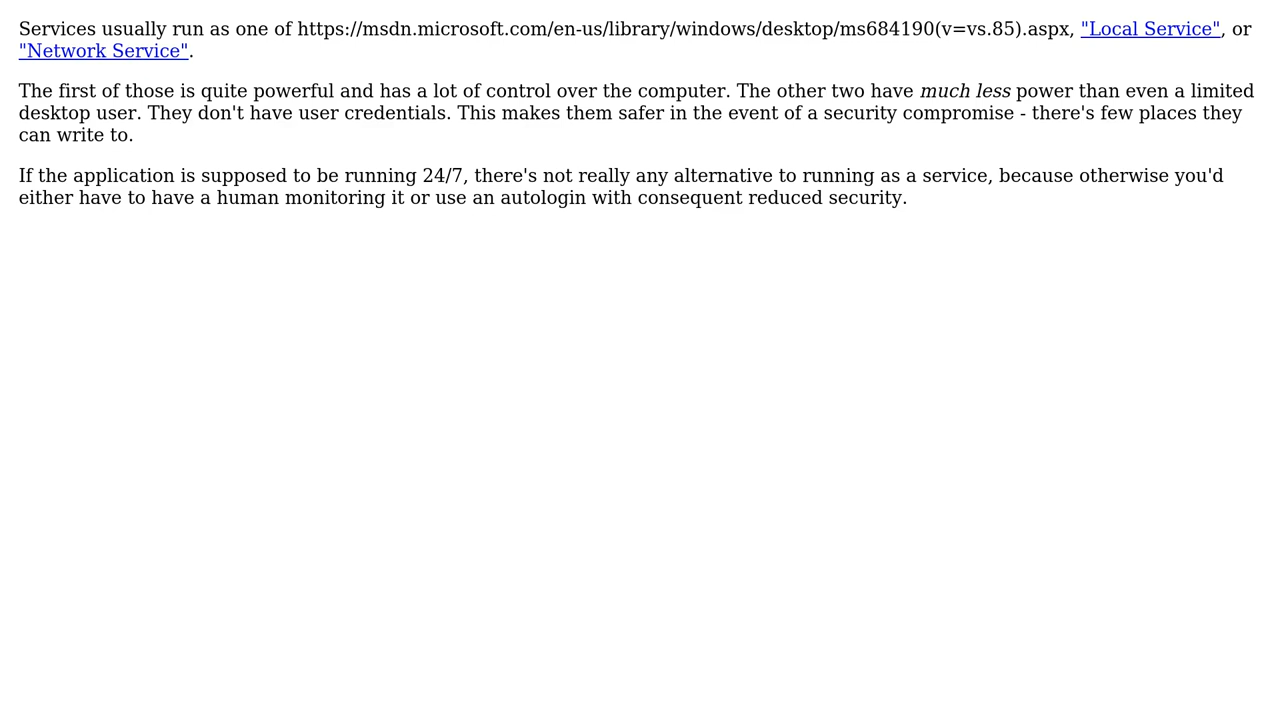 Services usually run as one of https://msdn.microsoft.com/en-us/library/windows/desktop/ms684190(v=vs.85).aspx, "Local Service", or
"Network Service".
The first of those is quite powerful and has a lot of control over the computer. The other two have much less power than even a limited
desktop user. They don't have user credentials. This makes them safer in the event of a security compromise - there's few places they
can write to.
If the application is supposed to be running 24/7, there's not really any alternative to running as a service, because otherwise you'd
either have to have a human monitoring it or use an autologin with consequent reduced security.